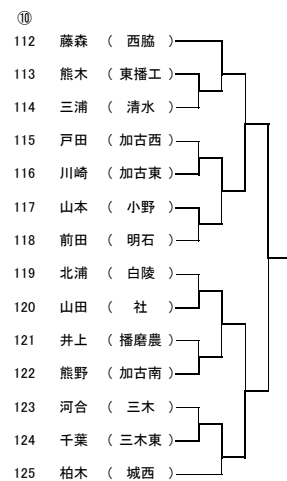 ⑩
112 藤森 （ 西脇 ）
113 熊木 （ 東播工 ）
114 三浦 （ 清水 ）
115 戸田 （ 加古西 ）
116 川崎 （ 加古東 ）
117 山本 （ 小野 ）
118 前田 （ 明石 ）
119 北浦 （ 白陵 ）
120 山田 （ 社 ）
121 井上 （ 播磨農 ）
122 熊野 （ 加古南 ）
123 河合 （ 三木 ）
124 千葉 （ 三木東 ）
125 柏木 （ 城西 ）